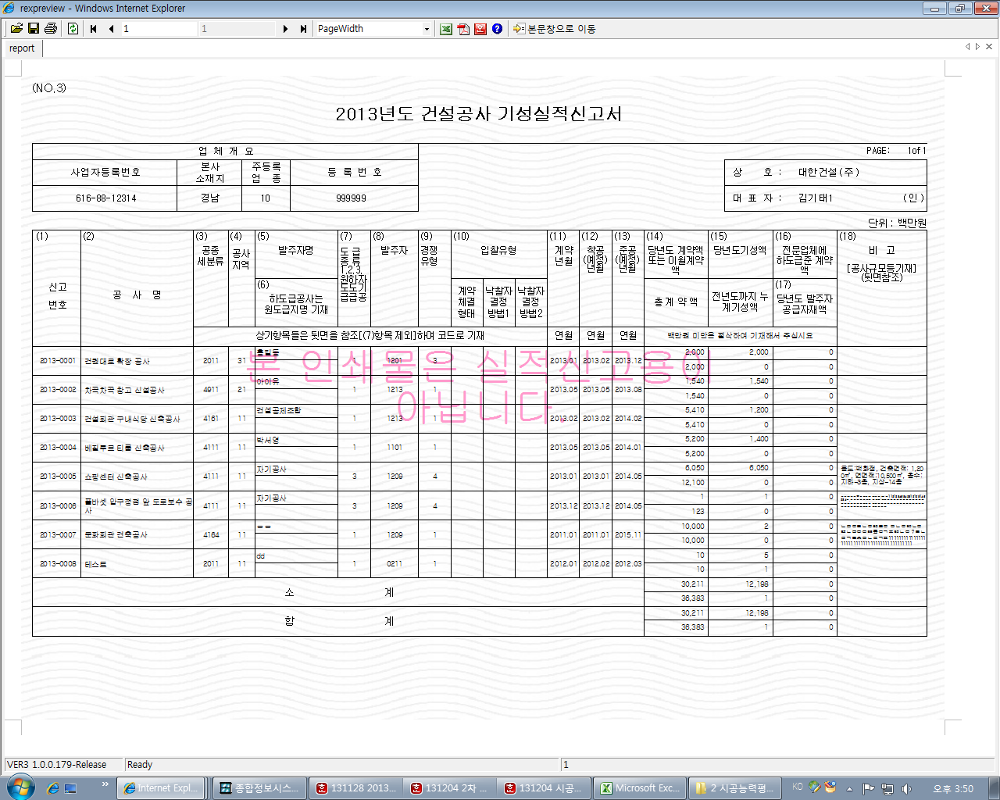 rexpreview - Windows Internet Explorer
1 1 PageWidth 본문창으로 이동
report
(NO.3)
2013년도 건설공사 기성실적신고서
업 체 개 요
PAGE: 1of1
사업자등록번호 본사 소재지 주등록 업 종 등 록 번 호
상 호 : 대한건설(주)
616-88-12314 경남 10 999999
대 표 자 : 김기태1 (인)
단위 : 백만원
(1) 신고 번호
(2) 공 사 명
(3) 공종 세분류
(4) 공사 지역
(5) 발주자명
(6) 하도급공사는 원도급지명 기재
(7)
(8) 발주자
(9) 경쟁 유형
(10) 입찰유형
계약 체결 형태 낙찰자 결정 방법1 낙찰자 결정 방법2
(11) 계약 년월
(12) 착공 (예정) 년월
(13) 준공 (예정) 년월
(14) 당년도 계약액 또는 이월계약액
총 계 약 액
(15) 당년도기성액
전년도까지 누계기성액
(16) 전문업체에 하도급준 계약액
(17) 당년도 발주자 공급자재액
(18) 비 고
[공사규모등기재]
(뒷면참조)
상기항목들은 뒷면을 참조[(7)항목 제외]하여 코드로 기재 연월 연월 연월 백만원 미만은 절삭하여 기재해서 주십시요
본 인쇄물은 실적신고용이
아닙니다.
2013-0001 건원대로 확장 공사 2011 31 홍길동 1 1201 3 2013.01 2013.02 2013.12 2,000 2,000 0
2,000 0 0
2013-0002 차곡차곡 창고 신설공사 4911 21 아이유 1 1213 1 2013.05 2013.05 2013.08 1,540 1,540 0
1,540 0 0
2013-0003 건설회관 구내식당 신축공사 4161 11 건설공제조합 1 1213 1 2013.02 2013.02 2014.02 5,410 1,200 0
5,410 0 0
2013-0004 베질루르 티룸 신축공사 4111 11 박서영 1 1101 1 2013.05 2013.05 2014.01 5,200 1,400 0
5,200 0 0
2013-0005 쇼핑센터 신축공사 4111 11 자기공사 3 1209 4 2013.01 2013.01 2014.05 6,050 6,050 0
12,100 0 0
용도:백화점, 건축면적: 1,200㎡, 연면적:10,500㎡, 층수: 지하-3층, 지상-14층
2013-0006 폴바셋 압구정점 앞 도로보수 공사 4111 11 자기공사 3 1209 4 2013.12 2013.12 2014.05 1 1 0
123 0 0
2013-0007 문화회관 건축공사 4164 11 == 1 1209 1 2011.01 2011.01 2015.11 10,000 2 0
10,000 0 0
2013-0008 테스트 2011 11 dd 1 0211 1 2012.01 2012.02 2012.03 10 5 0
10 1 0
소 계 30,211 12,198 0
36,383 1 0
합 계 30,211 12,198 0
36,383 1 0
VER3 1.0.0.179-Release Ready 1
Internet Expl... 종합정보시스... 131128 2013... 131204 2차 ... 131204 시공... Microsoft Exc... 2 시공능력평... KO 오후 3:50